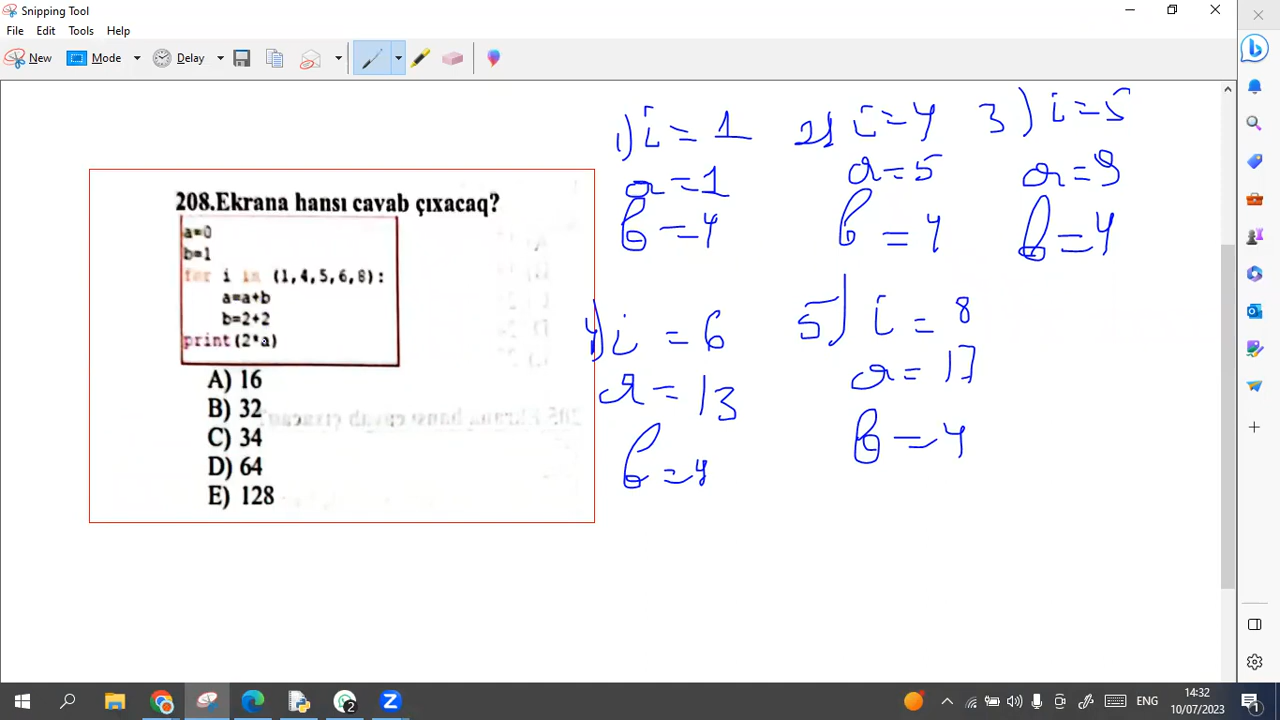 Snipping Tool
File Edit Tools Help
New Mode Delay
208.Ekrana hansı cavab çıxacaq?
a=0
b=1
for i in (1,4,5,6,8):
a=a+b
b=2+2
print(2*a)
A) 16
B) 32
C) 34
D) 64
E) 128
1) i=1
a=1
b=4
2) i=4
a=5
b=4
3) i=5
a=9
b=4
4) i=6
a=13
b=4
5) i=8
a=17
b=4
2
ENG
14:32
10/07/2023
1